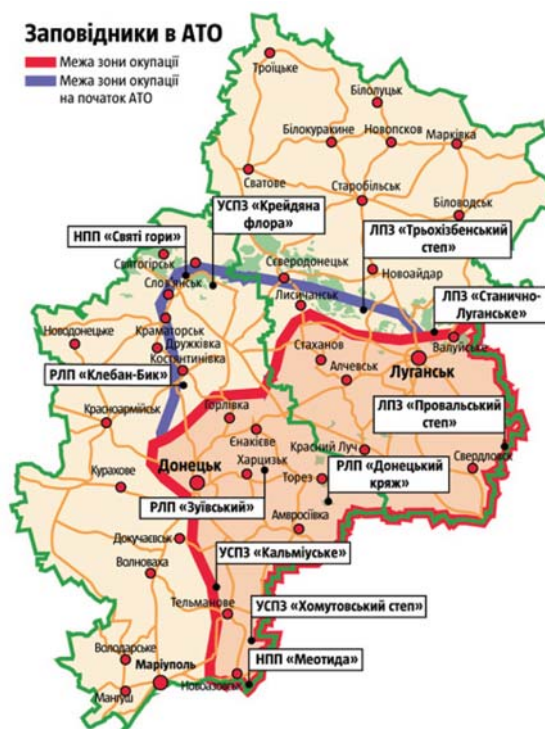 Заповідники в АТО
Межа зони окупації
Межа зони окупації
на початок АТО
Троїцьке
Білолуцьк
Білокуракине
Новопсков
Марківка
Сватове
Старобільськ
УСПЗ «Крейдяна
флора»
Біловодськ
НПП «Святі гори»
ЛПЗ «Трьохізбенський
степ»
Святогірськ
Сєверодонецьк
Новоайдар
Слов'янськ
Лисичанськ
ЛПЗ «Станично-
Луганське»
Новодонецьке
Краматорськ
Дружківка
Стаханов
Валуйське
Костянтинівка
Алчевськ
Луганськ
РЛП «Клебан-Бик»
ЛПЗ «Провальський
степ»
Красноармійськ
Горлівка
Єнакієве
Красний Луч
Свердловск
Донецьк
Харцизьк
Торез
РЛП «Донецький
кряж»
Курахове
РЛП «Зуївський»
Амвросіївка
Докучаєвськ
УСПЗ «Кальміуське»
Волноваха
Тельманове
УСПЗ «Хомутовський степ»
Володарське
Маріуполь
НПП «Меотида»
Новоазовськ
Мангуш